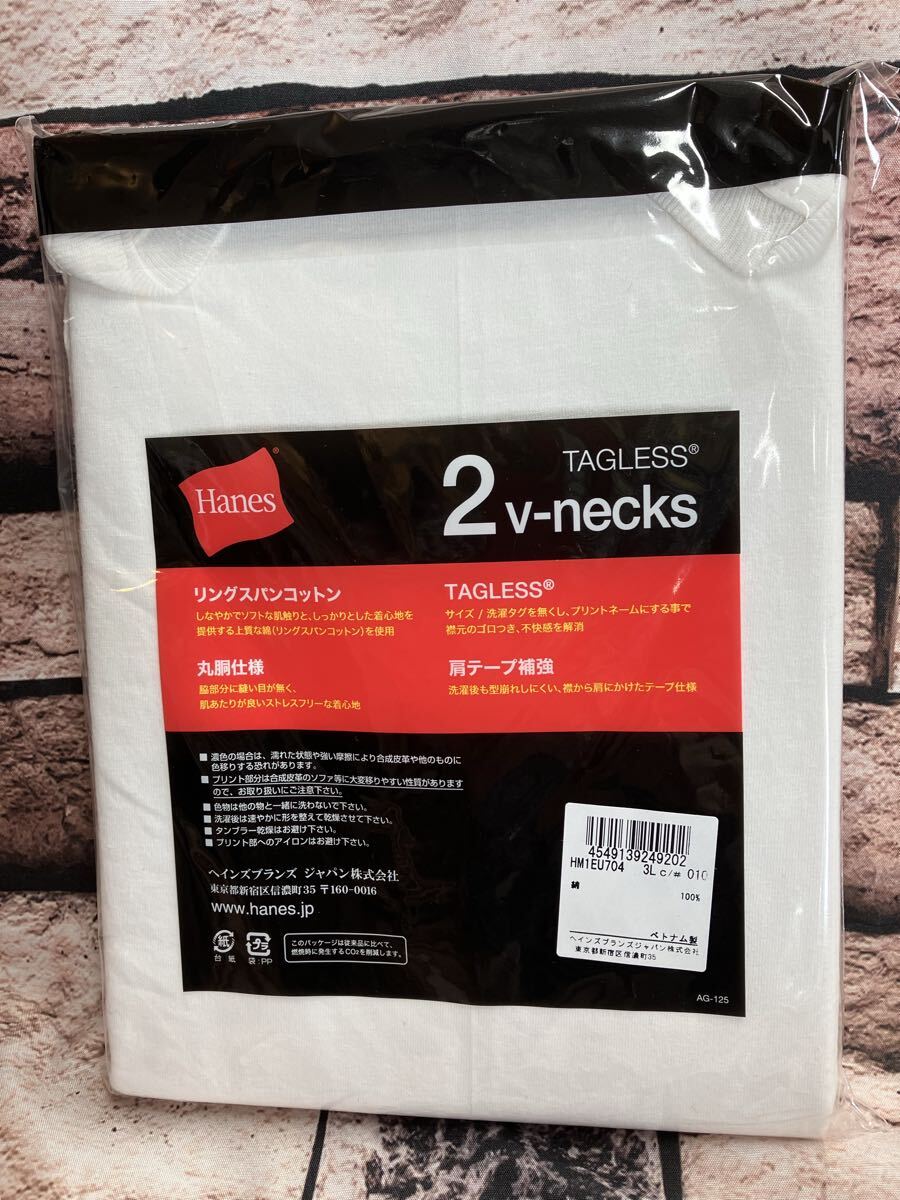 Hanes®
TAGLESS®
2 v-necks
リングスパンコットン
しなやかでソフトな肌触りと、しっかりとした着心地を
提供する上質な綿(リングスパンコットン)を使用
TAGLESS®
サイズ / 洗濯タグを無くし、プリントネームにする事で
襟元のゴロつき、不快感を解消
丸胴仕様
脇部分に縫い目が無く、
肌あたりが良いストレスフリーな着心地
肩テープ補強
洗濯後も型崩れしにくい、襟から肩にかけたテープ仕様
■ 濃色の場合は、濡れた状態や強い摩擦により合成皮革や他のものに
色移りする恐れがあります。
■ プリント部分は合成皮革のソファ等に大変移りやすい性質があります
ので、お取り扱いにご注意下さい。
■ 色物は他の物と一緒に洗わないで下さい。
■ 洗濯後は速やかに形を整えて乾燥させて下さい。
■ タンブラー乾燥はお避け下さい。
■ プリント部へのアイロンはお避け下さい。
ヘインズブランズ ジャパン株式会社
東京都新宿区信濃町35 〒160-0016
www.hanes.jp
紙
プラ
台紙
袋:PP
このパッケージは従来品に比べて、
燃焼時に発生するCO2を削減します。
4549139249202
HM1EU704 3L c/# 010
綿
100%
ベトナム製
ヘインズブランズジャパン株式会社
東京都新宿区信濃町35
AG-125